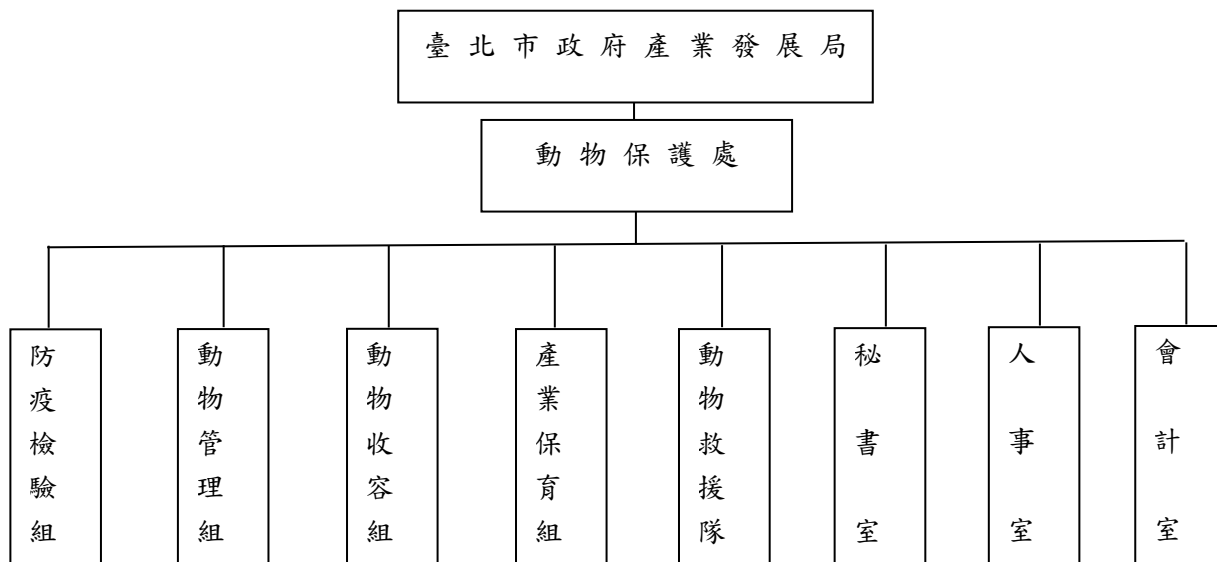 臺北市政府產業發展局
動物保護處
防疫檢驗組
動物管理組
動物收容組
產業保育組
動物救援隊
秘書室
人事室
會計室